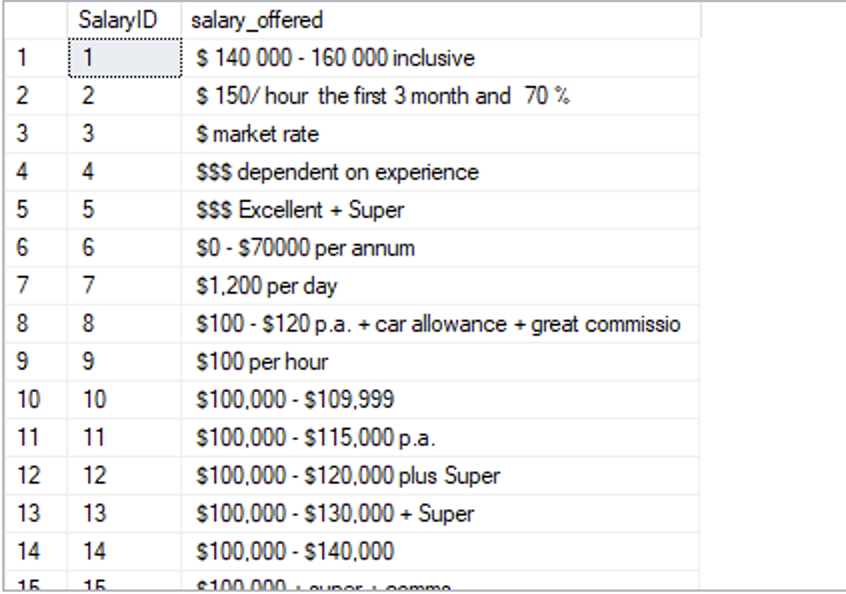 SalaryID salary_offered
1 1 $ 140 000 - 160 000 inclusive
2 2 $ 150/ hour the first 3 month and 70 %
3 3 $ market rate
4 4 $$$ dependent on experience
5 5 $$$ Excellent + Super
6 6 $0 - $70000 per annum
7 7 $1,200 per day
8 8 $100 - $120 p.a. + car allowance + great commissio
9 9 $100 per hour
10 10 $100,000 - $109,999
11 11 $100,000 - $115,000 p.a.
12 12 $100,000 - $120,000 plus Super
13 13 $100,000 - $130,000 + Super
14 14 $100,000 - $140,000
15 15 $100,000 + super +